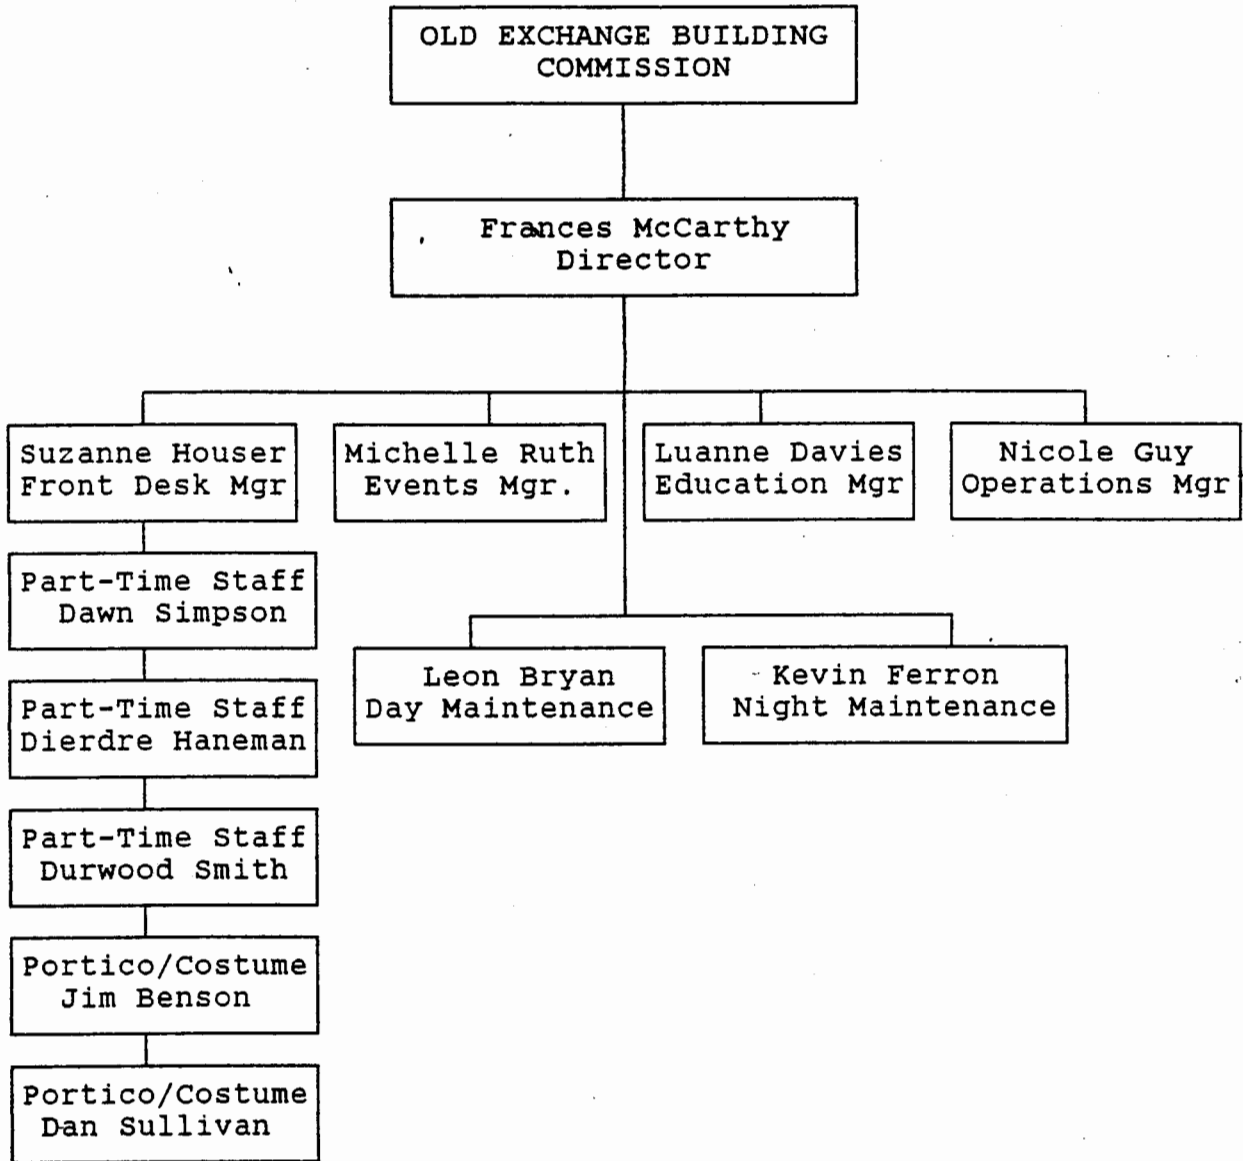 OLD EXCHANGE BUILDING
COMMISSION
Frances McCarthy
Director
Suzanne Houser
Front Desk Mgr
Michelle Ruth
Events Mgr.
Luanne Davies
Education Mgr
Nicole Guy
Operations Mgr
Part-Time Staff
Dawn Simpson
Leon Bryan
Day Maintenance
Kevin Ferron
Night Maintenance
Part-Time Staff
Dierdre Haneman
Part-Time Staff
Durwood Smith
Portico/Costume
Jim Benson
Portico/Costume
Dan Sullivan